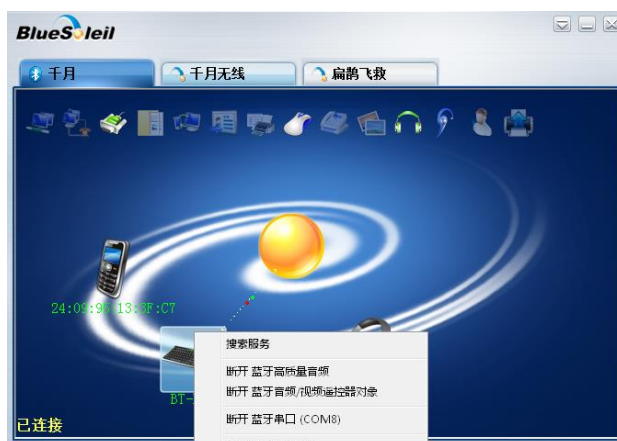 BlueSoleil
千月
千月无线
扁鹊飞救
24:09:95:13:3F:C7
搜索服务
断开 蓝牙高质量音频
断开 蓝牙音频/视频遥控器对象
BT-
断开 蓝牙串口 (COM8)
已连接